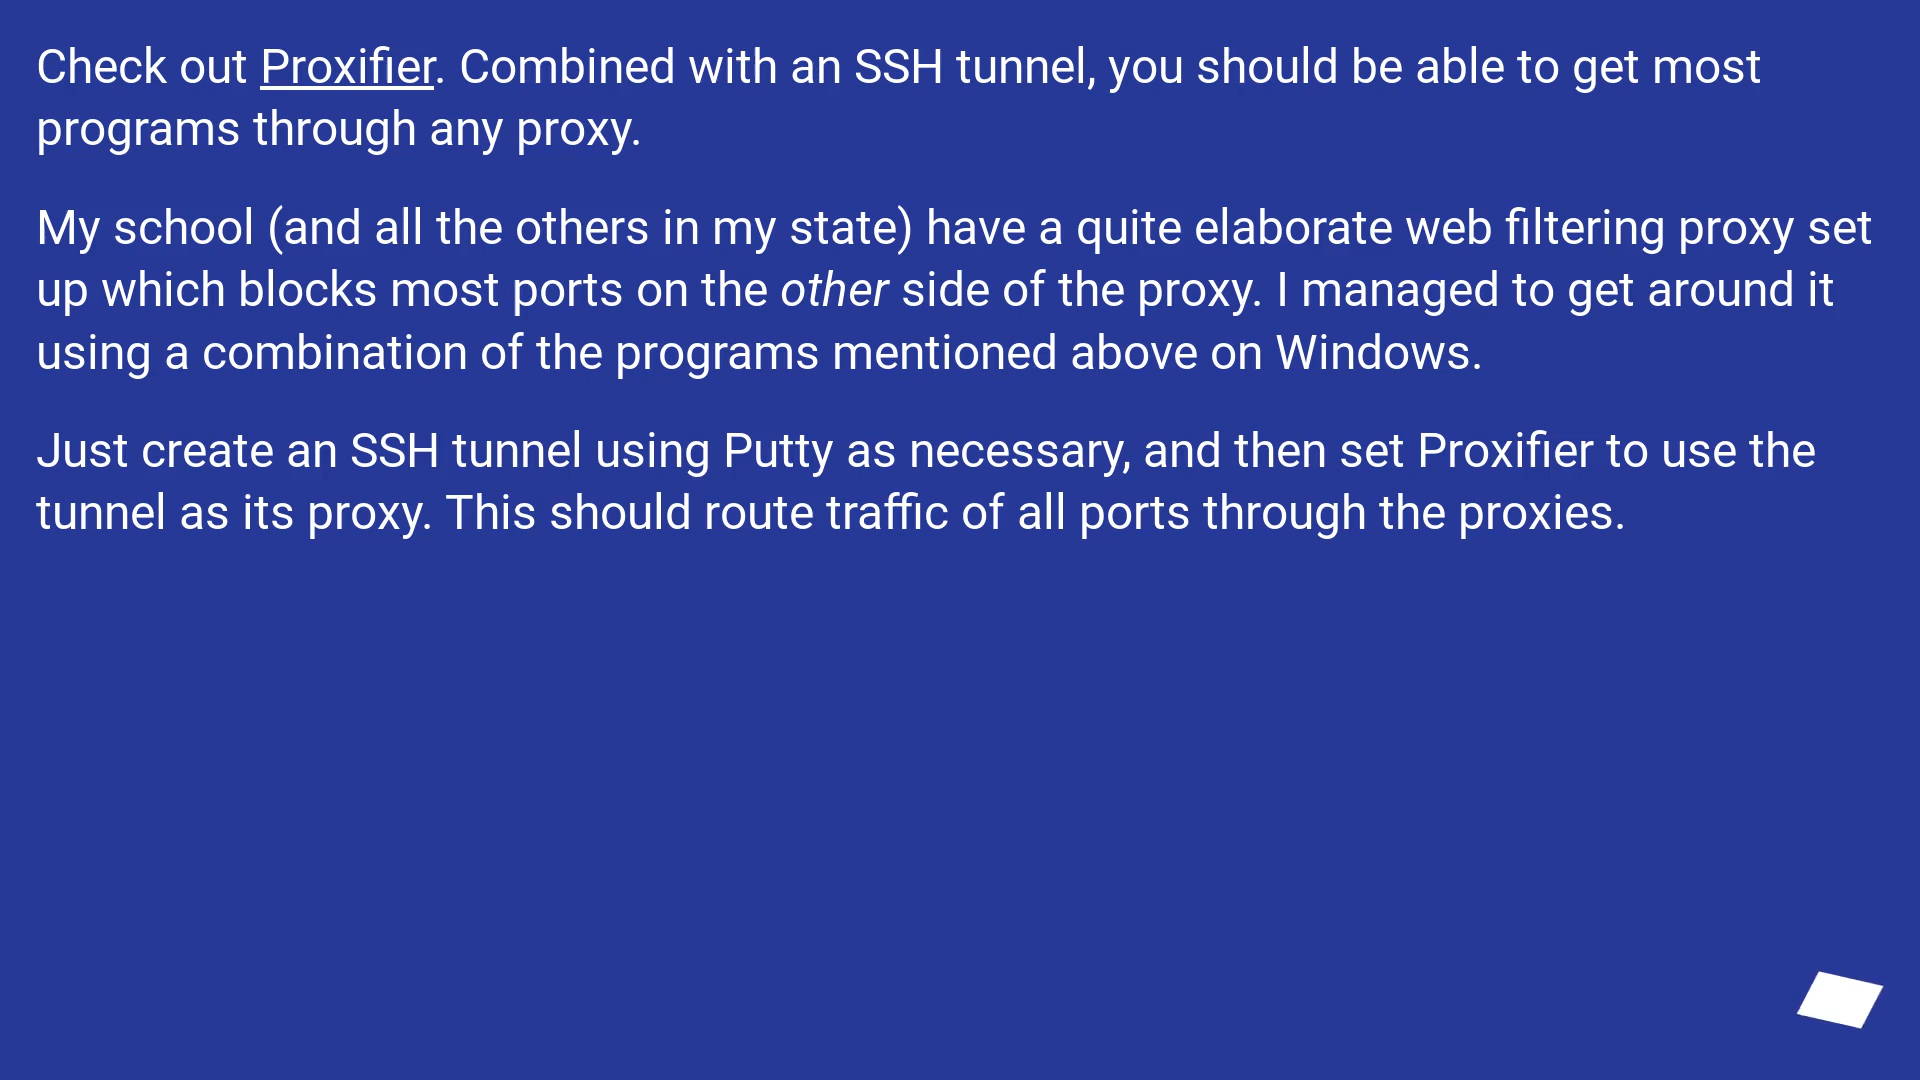 Check out Proxifier. Combined with an SSH tunnel, you should be able to get most
programs through any proxy.
My school (and all the others in my state) have a quite elaborate web filtering proxy set
up which blocks most ports on the other side of the proxy. I managed to get around it
using a combination of the programs mentioned above on Windows.
Just create an SSH tunnel using Putty as necessary, and then set Proxifier to use the
tunnel as its proxy. This should route traffic of all ports through the proxies.